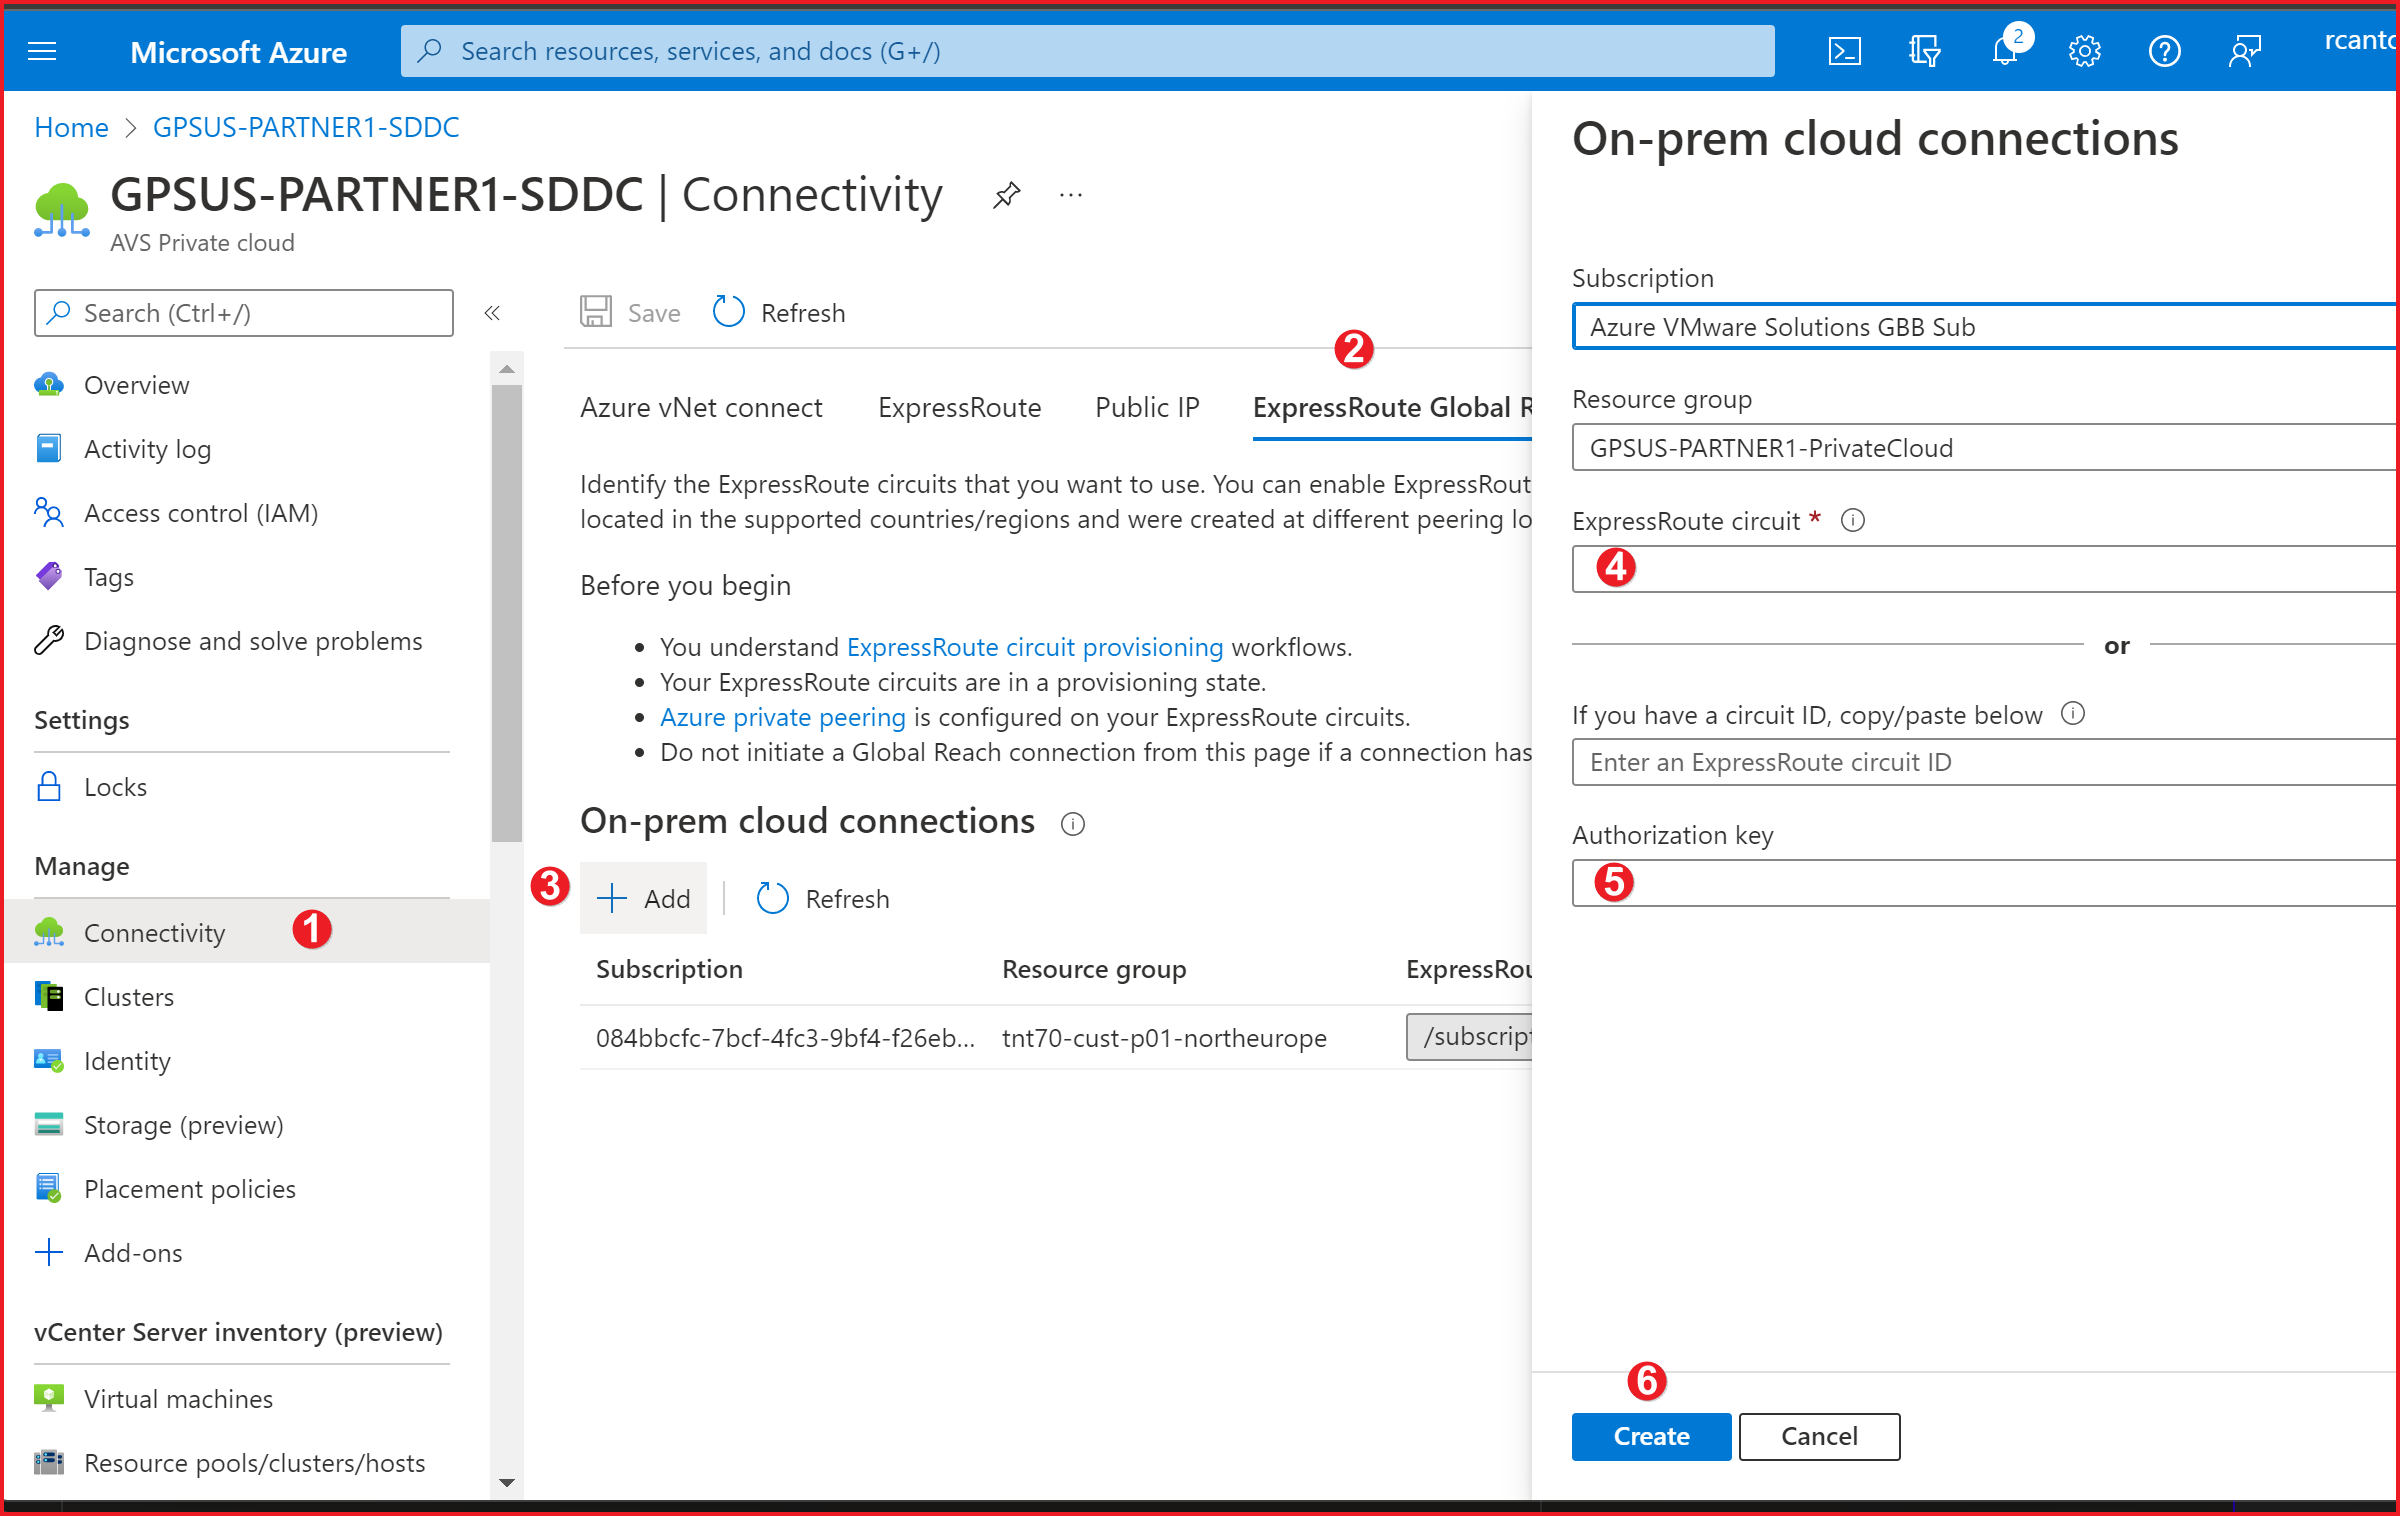 Microsoft Azure
Search resources, services, and docs (G+/)
2
rcanto
Home > GPSUS-PARTNER1-SDDC
GPSUS-PARTNER1-SDDC | Connectivity
...
AVS Private cloud
Search (Ctrl+/)
«
Overview
Activity log
Access control (IAM)
Tags
Diagnose and solve problems
Settings
Locks
Manage
Connectivity
1
Clusters
Identity
Storage (preview)
Placement policies
Add-ons
vCenter Server inventory (preview)
Virtual machines
Resource pools/clusters/hosts
Save
Refresh
2
Azure vNet connect
ExpressRoute
Public IP
ExpressRoute Global R
Identify the ExpressRoute circuits that you want to use. You can enable ExpressRout
located in the supported countries/regions and were created at different peering lo
Before you begin
• You understand ExpressRoute circuit provisioning workflows.
• Your ExpressRoute circuits are in a provisioning state.
• Azure private peering is configured on your ExpressRoute circuits.
• Do not initiate a Global Reach connection from this page if a connection has
On-prem cloud connections
3
Add
Refresh
Subscription
Resource group
ExpressRou
084bbcfc-7bcf-4fc3-9bf4-f26eb...
tnt70-cust-p01-northeurope
/subscript
On-prem cloud connections
Subscription
Azure VMware Solutions GBB Sub
Resource group
GPSUS-PARTNER1-PrivateCloud
ExpressRoute circuit *
4
or
If you have a circuit ID, copy/paste below
Enter an ExpressRoute circuit ID
Authorization key
5
6
Create
Cancel